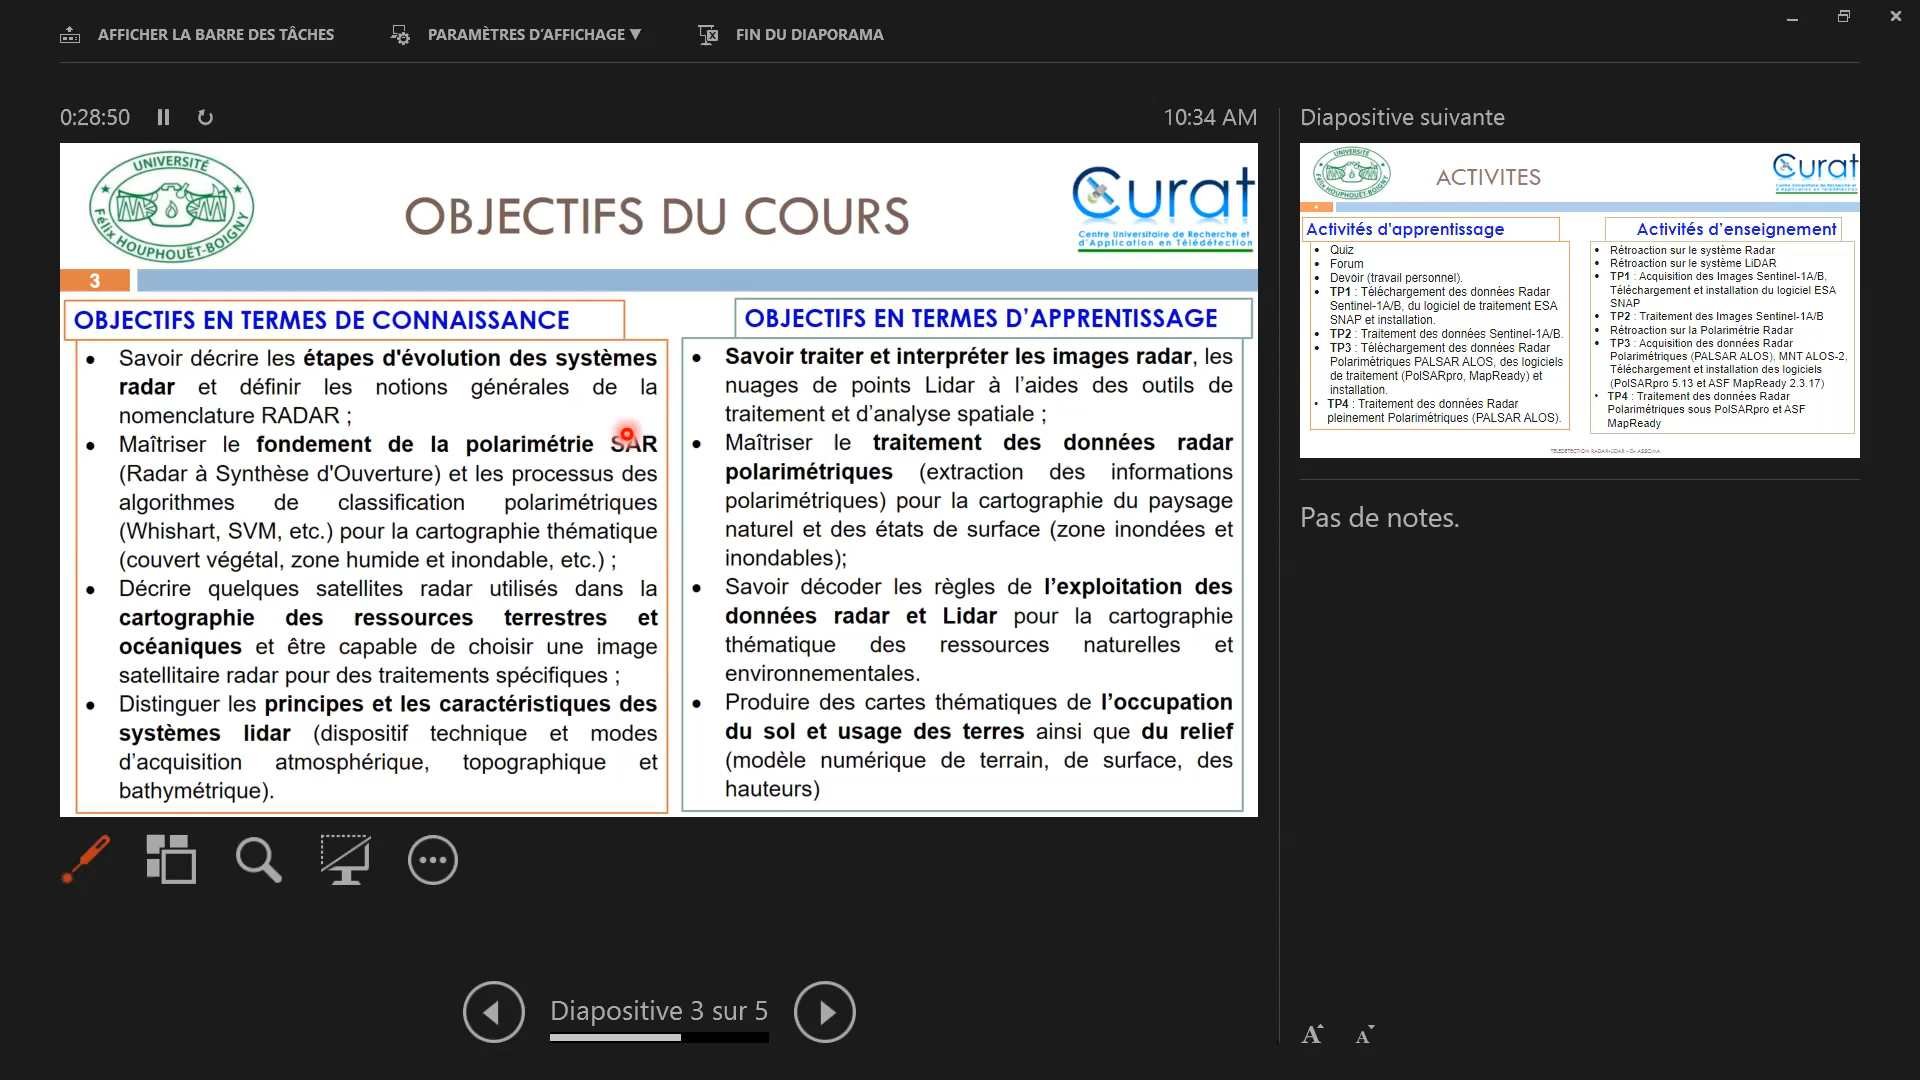 AFFICHER LA BARRE DES TÂCHES
PARAMÈTRES D'AFFICHAGE ▼
FIN DU DIAPORAMA
0:28:50
10:34 AM
UNIVERSITÉ
Félix HOUPHOUËT-BOIGNY
OBJECTIFS DU COURS
Curat
Centre Universitaire de Recherche et
d'Application en Télédétection
3
OBJECTIFS EN TERMES DE CONNAISSANCE
• Savoir décrire les étapes d'évolution des systèmes
radar et définir les notions générales de la
nomenclature RADAR ;
• Maîtriser le fondement de la polarimétrie SAR
(Radar à Synthèse d'Ouverture) et les processus des
algorithmes de classification polarimétriques
(Whishart, SVM, etc.) pour la cartographie thématique
(couvert végétal, zone humide et inondable, etc.) ;
• Décrire quelques satellites radar utilisés dans la
cartographie des ressources terrestres et
océaniques et être capable de choisir une image
satellitaire radar pour des traitements spécifiques ;
• Distinguer les principes et les caractéristiques des
systèmes lidar (dispositif technique et modes
d'acquisition atmosphérique, topographique et
bathymétrique).
OBJECTIFS EN TERMES D'APPRENTISSAGE
• Savoir traiter et interpréter les images radar, les
nuages de points Lidar à l'aides des outils de
traitement et d'analyse spatiale ;
• Maîtriser le traitement des données radar
polarimétriques (extraction des informations
polarimétriques) pour la cartographie du paysage
naturel et des états de surface (zone inondées et
inondables);
• Savoir décoder les règles de l'exploitation des
données radar et Lidar pour la cartographie
thématique des ressources naturelles et
environnementales.
• Produire des cartes thématiques de l'occupation
du sol et usage des terres ainsi que du relief
(modèle numérique de terrain, de surface, des
hauteurs)
Diapositive 3 sur 5
Diapositive suivante
UNIVERSITÉ
Félix HOUPHOUËT-BOIGNY
ACTIVITES
Curat
4
Activités d'apprentissage
• Quiz
• Forum
• Devoir (travail personnel).
• TP1 : Téléchargement des données Radar
Sentinel-1A/B, du logiciel de traitement ESA
SNAP et installation.
• TP2 : Traitement des données Sentinel-1A/B.
• TP3 : Téléchargement des données Radar
Polarimétriques PALSAR ALOS, des logiciels
de traitement (PolSARpro, MapReady) et
installation.
• TP4 : Traitement des données Radar
pleinement Polarimétriques (PALSAR ALOS).
Activités d'enseignement
• Rétroaction sur le système Radar
• Rétroaction sur le système LiDAR
• TP1 : Acquisition des Images Sentinel-1A/B,
Téléchargement et installation du logiciel ESA
SNAP
• TP2 : Traitement des Images Sentinel-1A/B
• Rétroaction sur la Polarimétrie Radar
• TP3 : Acquisition des données Radar
Polarimétriques (PALSAR ALOS), MNT ALOS-2,
Téléchargement et installation des logiciels
(PolSARpro 5.13 et ASF MapReady 2.3.17)
• TP4 : Traitement des données Radar
Polarimétriques sous PolSARpro et ASF
MapReady
TELEDETECTION RADAR-LIDAR - Dr ASSOMA
Pas de notes.
A A